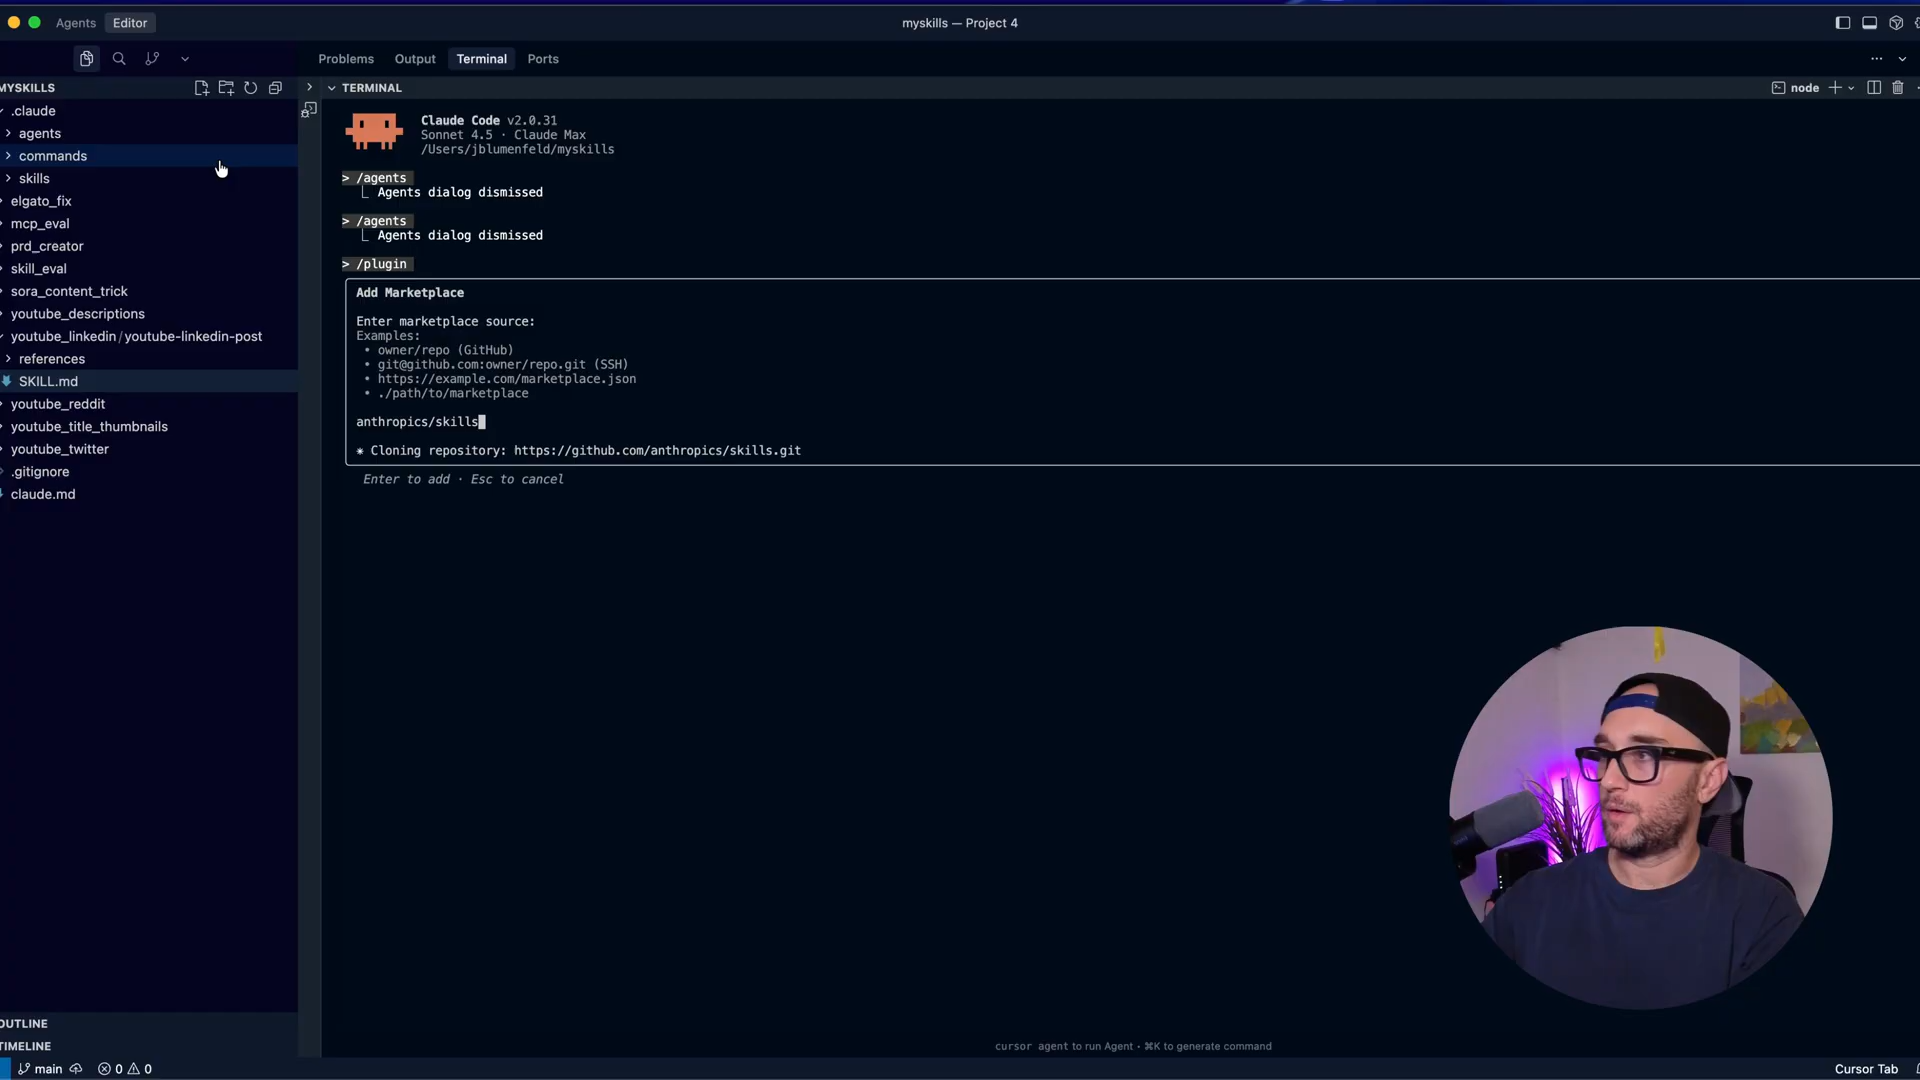 Agents Editor
myskills — Project 4
Problems Output Terminal Ports
MYSKILLS
.claude
agents
commands
skills
elgato_fix
mcp_eval
prd_creator
skill_eval
sora_content_trick
youtube_descriptions
youtube_linkedin/youtube-linkedin-post
references
SKILL.md
youtube_reddit
youtube_title_thumbnails
youtube_twitter
.gitignore
claude.md
OUTLINE
TIMELINE
TERMINAL
node
Claude Code v2.0.31
Sonnet 4.5 · Claude Max
/Users/jblumenfeld/myskills
> /agents
Agents dialog dismissed
> /agents
Agents dialog dismissed
> /plugin
Add Marketplace
Enter marketplace source:
Examples:
• owner/repo (GitHub)
• git@github.com:owner/repo.git (SSH)
• https://example.com/marketplace.json
• ./path/to/marketplace
anthropics/skills
* Cloning repository: https://github.com/anthropics/skills.git
Enter to add · Esc to cancel
cursor agent to run Agent · ⌘K to generate command
main 0 0
Cursor Tab